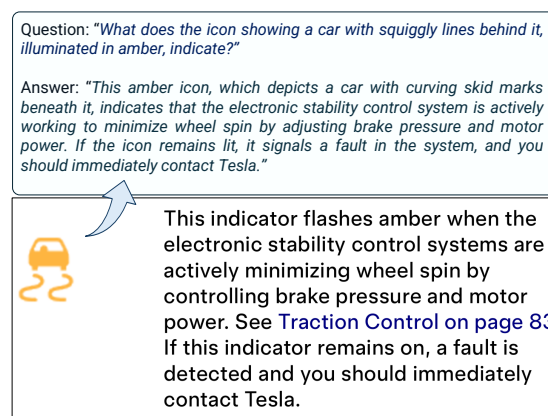 Question: “What does the icon showing a car with squiggly lines behind it,
illuminated in amber, indicate?”
Answer: “This amber icon, which depicts a car with curving skid marks
beneath it, indicates that the electronic stability control system is actively
working to minimize wheel spin by adjusting brake pressure and motor
power. If the icon remains lit, it signals a fault in the system, and you
should immediately contact Tesla.”
This indicator flashes amber when the
electronic stability control systems are
actively minimizing wheel spin by
controlling brake pressure and motor
power. See Traction Control on page 83
If this indicator remains on, a fault is
detected and you should immediately
contact Tesla.